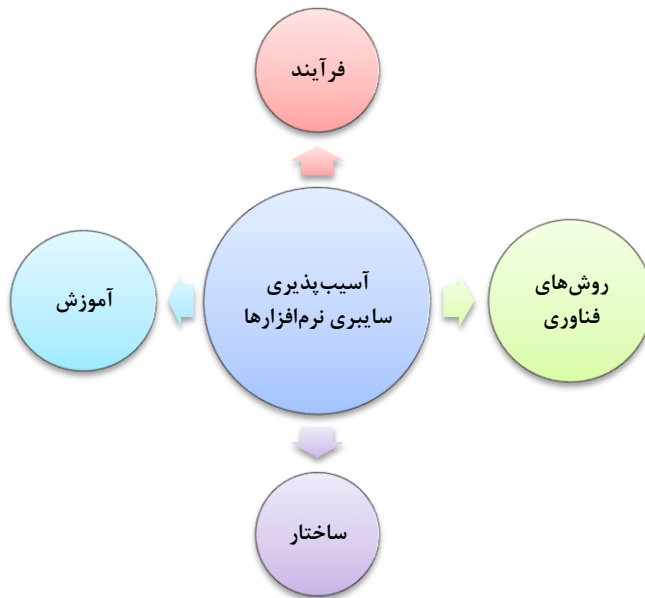 فرآیند
آسیب‌پذیری
سایبری نرم‌افزارها
روش‌های
فناوری
آموزش
ساختار